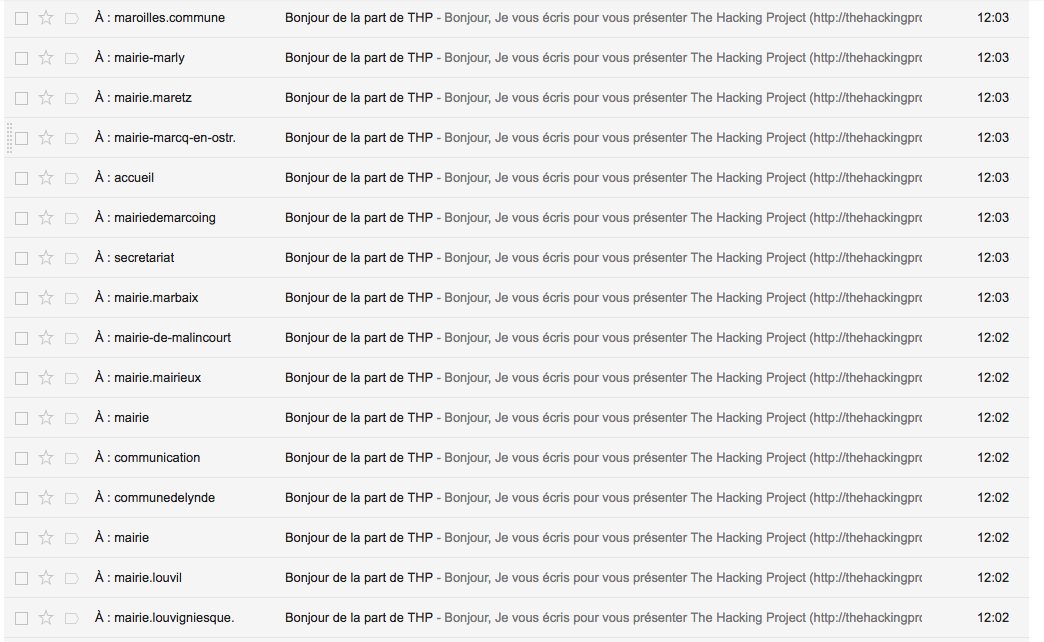 À : maroilles.commune Bonjour de la part de THP - Bonjour, Je vous écris pour vous présenter The Hacking Project (http://thehackingpro 12:03
À : mairie-marly Bonjour de la part de THP - Bonjour, Je vous écris pour vous présenter The Hacking Project (http://thehackingpro 12:03
À : mairie.maretz Bonjour de la part de THP - Bonjour, Je vous écris pour vous présenter The Hacking Project (http://thehackingpro 12:03
À : mairie-marcq-en-ostr. Bonjour de la part de THP - Bonjour, Je vous écris pour vous présenter The Hacking Project (http://thehackingpro 12:03
À : accueil Bonjour de la part de THP - Bonjour, Je vous écris pour vous présenter The Hacking Project (http://thehackingpro 12:03
À : mairiedemarcoing Bonjour de la part de THP - Bonjour, Je vous écris pour vous présenter The Hacking Project (http://thehackingpro 12:03
À : secretariat Bonjour de la part de THP - Bonjour, Je vous écris pour vous présenter The Hacking Project (http://thehackingpro 12:03
À : mairie.marbaix Bonjour de la part de THP - Bonjour, Je vous écris pour vous présenter The Hacking Project (http://thehackingpro 12:03
À : mairie-de-malincourt Bonjour de la part de THP - Bonjour, Je vous écris pour vous présenter The Hacking Project (http://thehackingpro 12:02
À : mairie.mairieux Bonjour de la part de THP - Bonjour, Je vous écris pour vous présenter The Hacking Project (http://thehackingpro 12:02
À : mairie Bonjour de la part de THP - Bonjour, Je vous écris pour vous présenter The Hacking Project (http://thehackingpro 12:02
À : communication Bonjour de la part de THP - Bonjour, Je vous écris pour vous présenter The Hacking Project (http://thehackingpro 12:02
À : communedelynde Bonjour de la part de THP - Bonjour, Je vous écris pour vous présenter The Hacking Project (http://thehackingpro 12:02
À : mairie Bonjour de la part de THP - Bonjour, Je vous écris pour vous présenter The Hacking Project (http://thehackingpro 12:02
À : mairie.louvil Bonjour de la part de THP - Bonjour, Je vous écris pour vous présenter The Hacking Project (http://thehackingpro 12:02
À : mairie.louvigniesque. Bonjour de la part de THP - Bonjour, Je vous écris pour vous présenter The Hacking Project (http://thehackingpro 12:02